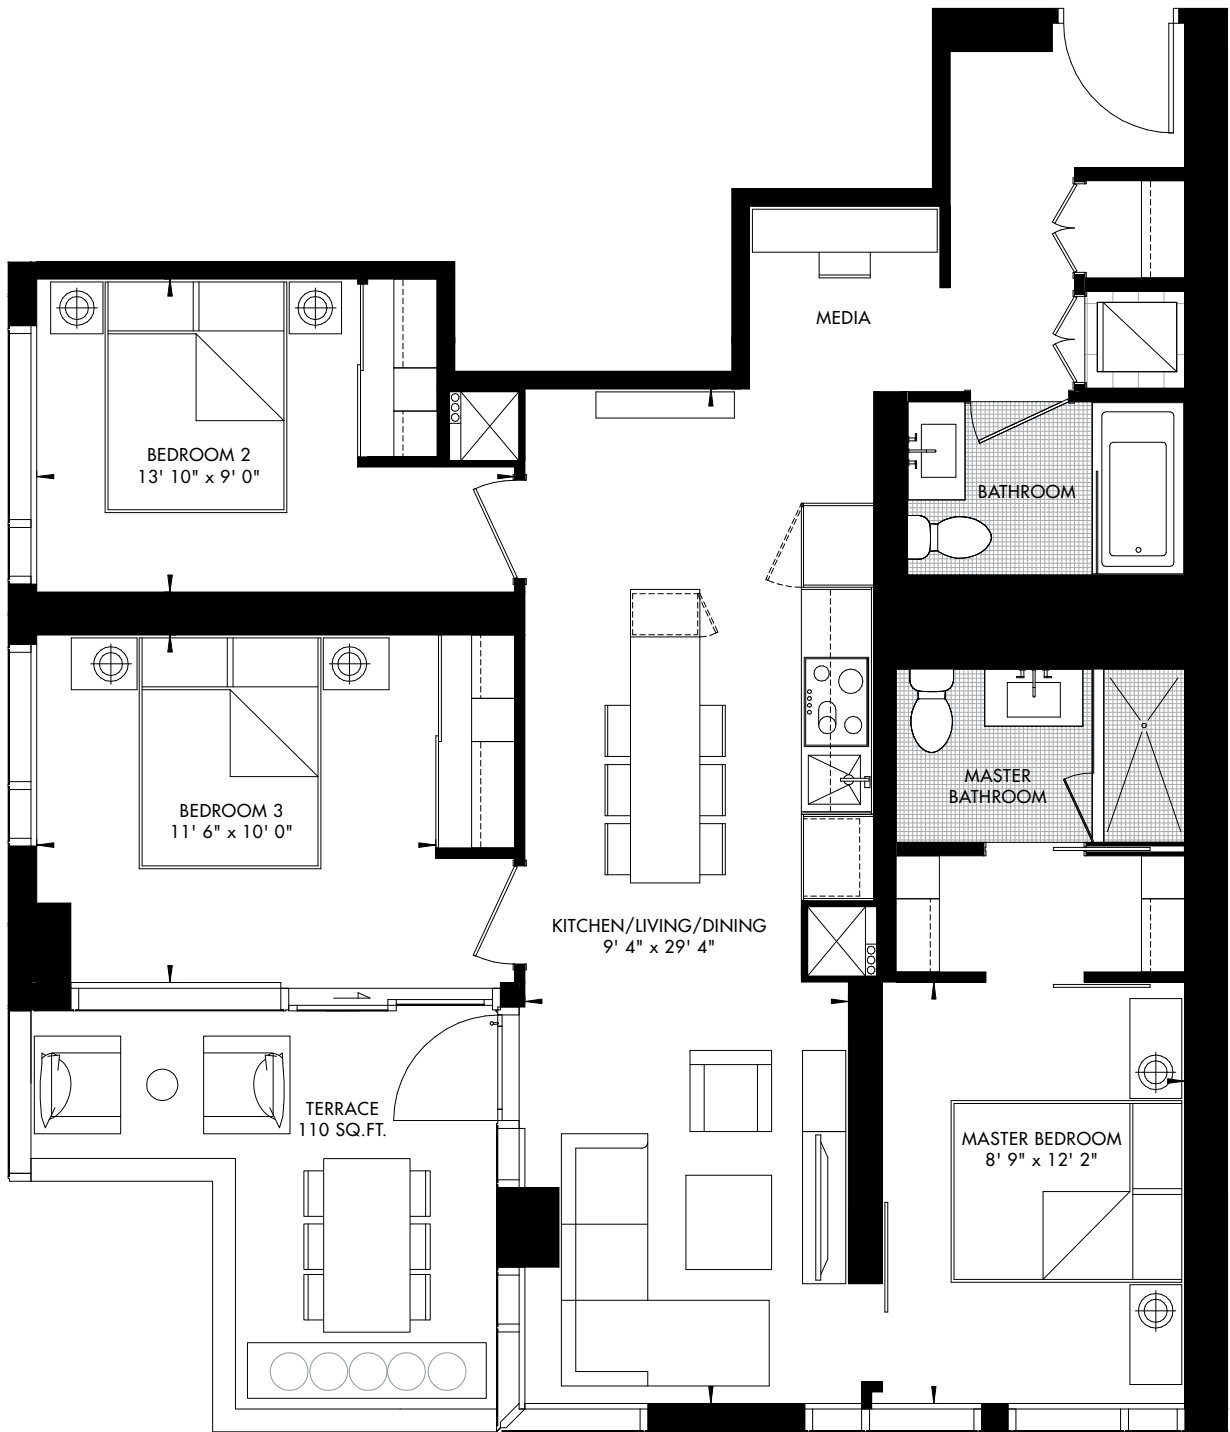 MEDIA
BEDROOM 2
13' 10" x 9' 0"
BATHROOM
MASTER
BATHROOM
BEDROOM 3
11' 6" x 10' 0"
KITCHEN/LIVING/DINING
9' 4" x 29' 4"
TERRACE
110 SQ.FT.
MASTER BEDROOM
8' 9" x 12' 2"